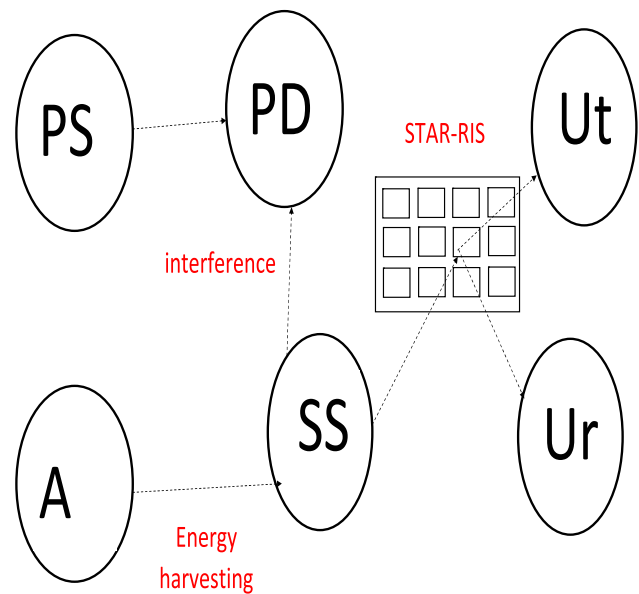 PS
PD
STAR-RIS
Ut
interference
A
SS
Ur
Energy
harvesting